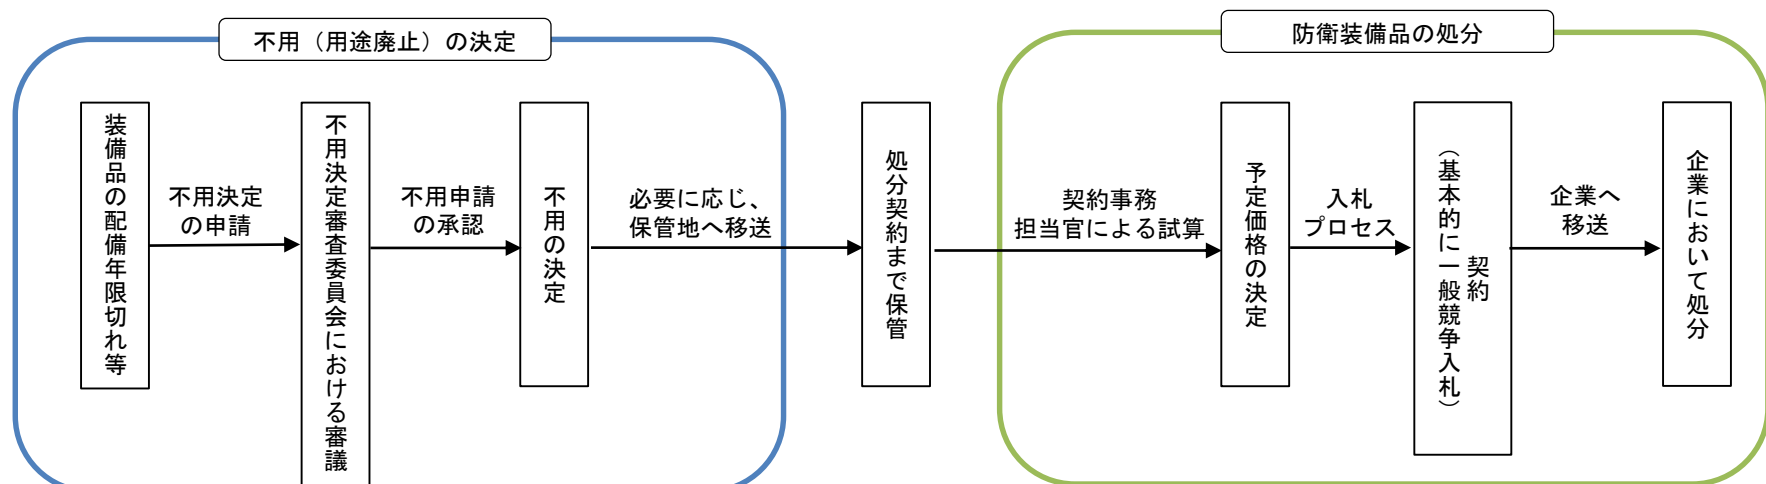 不用（用途廃止）の決定
防衛装備品の処分
装備品の配備年限切れ等
不用決定
の申請
不用決定審査委員会における審議
不用申請
の承認
不用の決定
必要に応じ、
保管地へ移送
処分契約まで保管
契約事務
担当官による試算
予定価格の決定
入札
プロセス
契約
（基本的に一般競争入札）
企業へ
移送
企業において処分